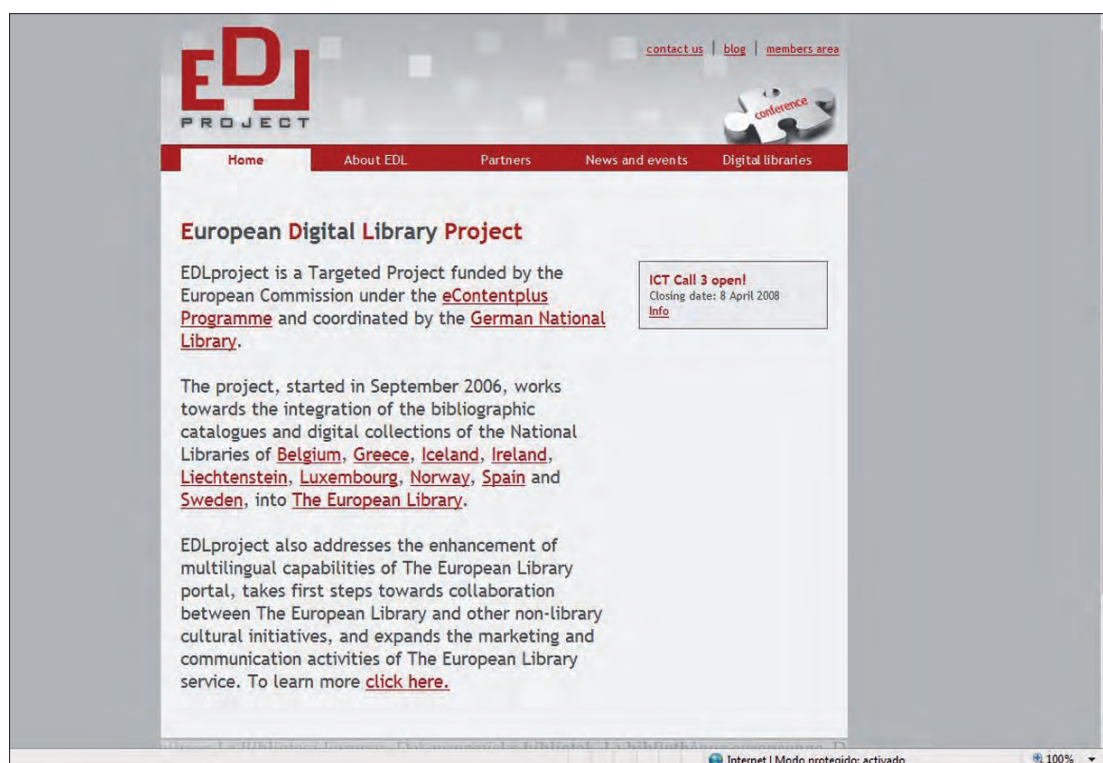 EDL
PROJECT
contact us | blog | members area
conference
Home About EDL Partners News and events Digital libraries
European Digital Library Project
EDLproject is a Targeted Project funded by the
European Commission under the eContentplus
Programme and coordinated by the German National
Library.
ICT Call 3 open!
Closing date: 8 April 2008
Info
The project, started in September 2006, works
towards the integration of the bibliographic
catalogues and digital collections of the National
Libraries of Belgium, Greece, Iceland, Ireland,
Liechtenstein, Luxembourg, Norway, Spain and
Sweden, into The European Library.
EDLproject also addresses the enhancement of
multilingual capabilities of The European Library
portal, takes first steps towards collaboration
between The European Library and other non-library
cultural initiatives, and expands the marketing and
communication activities of The European Library
service. To learn more click here.
Internet | Modo protegido: activado 100%